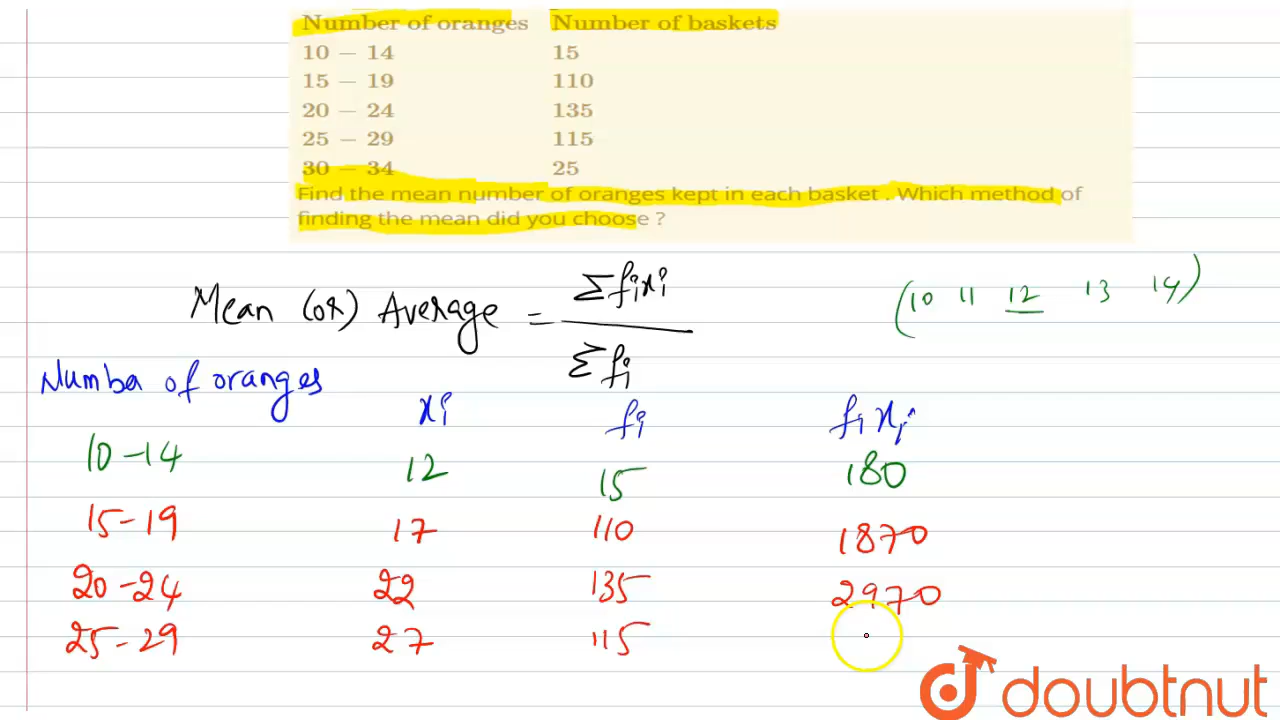 Number of oranges Number of baskets
10 – 14 15
15 – 19 110
20 – 24 135
25 – 29 115
30 – 34 25
Find the mean number of oranges kept in each basket . Which method of
finding the mean did you choose ?
Mean (or) Average = Σfixi / Σfi
(10 11 12 13 14)
Number of oranges xi fi fixi
10-14 12 15 180
15-19 17 110 1870
20-24 22 135 2970
25-29 27 115
doubtnut